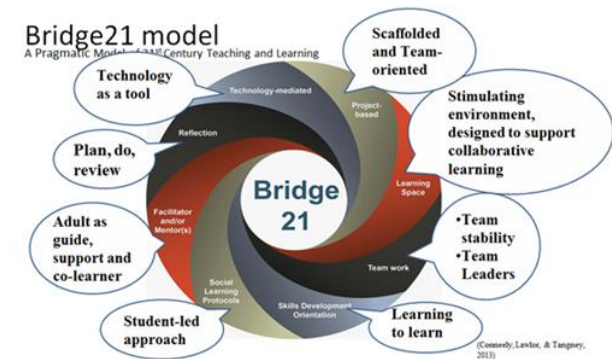 Bridge21 model
A Pragmatic Model of 21st Century Teaching and Learning
Technology
as a tool
Scaffolded
and Team-
oriented
Stimulating
environment,
designed to support
collaborative
learning
Plan, do,
review
Adult as
guide,
support and
co-learner
•Team
stability
•Team
Leaders
Student-led
approach
Learning
to learn
Technology-mediated
Project-
based
Reflection
Learning
Space
Bridge
21
Facilitator
and/or
Mentor(s)
Team work
Social
Learning
Protocols
Skills Development
Orientation
(Conneely, Lawlor, & Tangney,
2013)